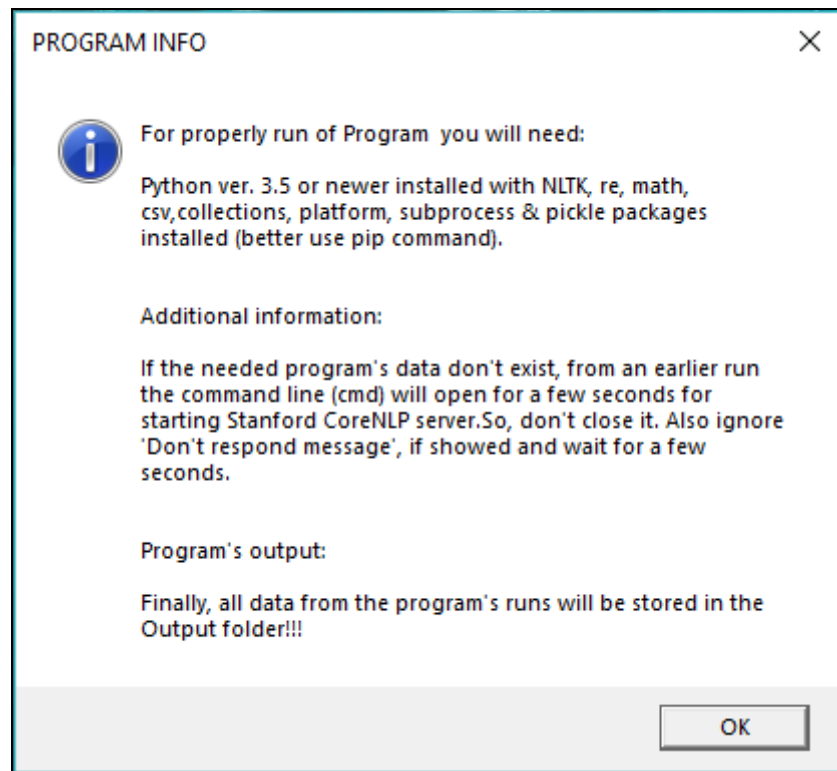 PROGRAM INFO
For properly run of Program  you will need:
Python ver. 3.5 or newer installed with NLTK, re, math,
csv,collections, platform, subprocess & pickle packages
installed (better use pip command).
Additional information:
If the needed program's data don't exist, from an earlier run
the command line (cmd) will open for a few seconds for
starting Stanford CoreNLP server.So, don't close it. Also ignore
'Don't respond message', if showed and wait for a few
seconds.
Program's output:
Finally, all data from the program's runs will be stored in the
Output folder!!!
OK